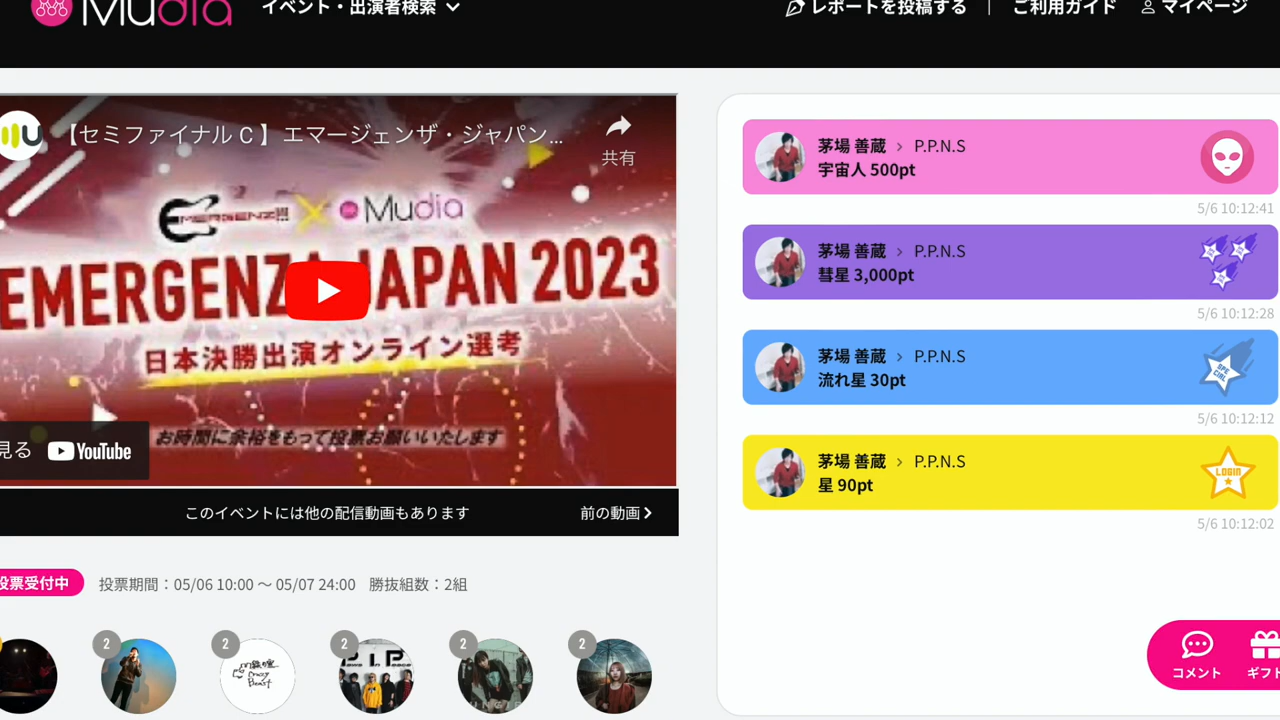 Mudia
イベント・出演者検索
レポートを投稿する | ご利用ガイド マイページ
【セミファイナルC】エマージェンザ・ジャパン...
共有
EMERGENZA!!! Mudia
EMERGENZA JAPAN 2023
日本決勝出演オンライン選考
お時間に余裕をもって投票お願いいたします
見る YouTube
このイベントには他の配信動画もあります
前の動画
投票受付中
投票期間：05/06 10:00 ～ 05/07 24:00 勝抜組数：2組
2 2 2 2 2
茅場 善蔵 > P.P.N.S
宇宙人 500pt
5/6 10:12:41
茅場 善蔵 > P.P.N.S
彗星 3,000pt
5/6 10:12:28
茅場 善蔵 > P.P.N.S
流れ星 30pt
5/6 10:12:12
茅場 善蔵 > P.P.N.S
星 90pt
LOGIN
5/6 10:12:02
コメント
ギフト